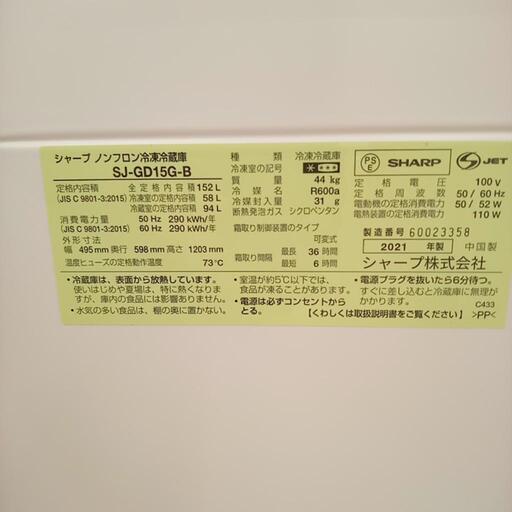 シャープ ノンフロン冷凍冷蔵庫
SJ-GD15G-B
定格内容積 全定格内容積 152 L
(JIS C 9801-3:2015) 冷凍室の定格内容積 58 L
冷蔵室の定格内容積 94 L
消費電力量 50 Hz 290 kWh/年
(JIS C 9801-3:2015) 60 Hz 290 kWh/年
外形寸法
幅 495 mm 奥行 598 mm 高さ 1203 mm
温度ヒューズの定格動作温度 73℃
種類 冷凍冷蔵庫
冷凍室の記号
質量 44 kg
冷媒 R600a
冷媒封入量 31 g
断熱発泡ガス シクロペンタン
霜取り制御装置のタイプ
可変式
霜取り間隔 最長 36 時間
最短 6 時間
PS
E
SHARP
JET
定格電圧 100 V
定格周波数 50 / 60 Hz
電動機の定格消費電力 50 / 52 W
電熱装置の定格消費電力 110 W
製造番号 60023358
2021 年製 中国製
シャープ株式会社
・冷蔵庫は、表面から放熱しています。
使いはじめや夏場は、特に熱くなりま
すが、庫内の食品には影響ありません。
・水気の多い食品は、棚の奥に置かない。
・室温が約5℃以下では、
食品が凍ることがあります。
・電源は必ずコンセントから
とる。
・電源プラグを抜いたら6分待つ。
すぐに差し込むと冷蔵庫に無理が
かかります。
C433
【くわしくは取扱説明書をご覧ください】
>PP<